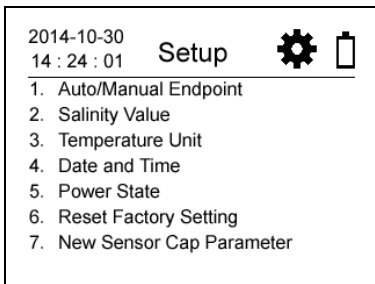 2014-10-30
14 : 24 : 01
Setup
1. Auto/Manual Endpoint
2. Salinity Value
3. Temperature Unit
4. Date and Time
5. Power State
6. Reset Factory Setting
7. New Sensor Cap Parameter